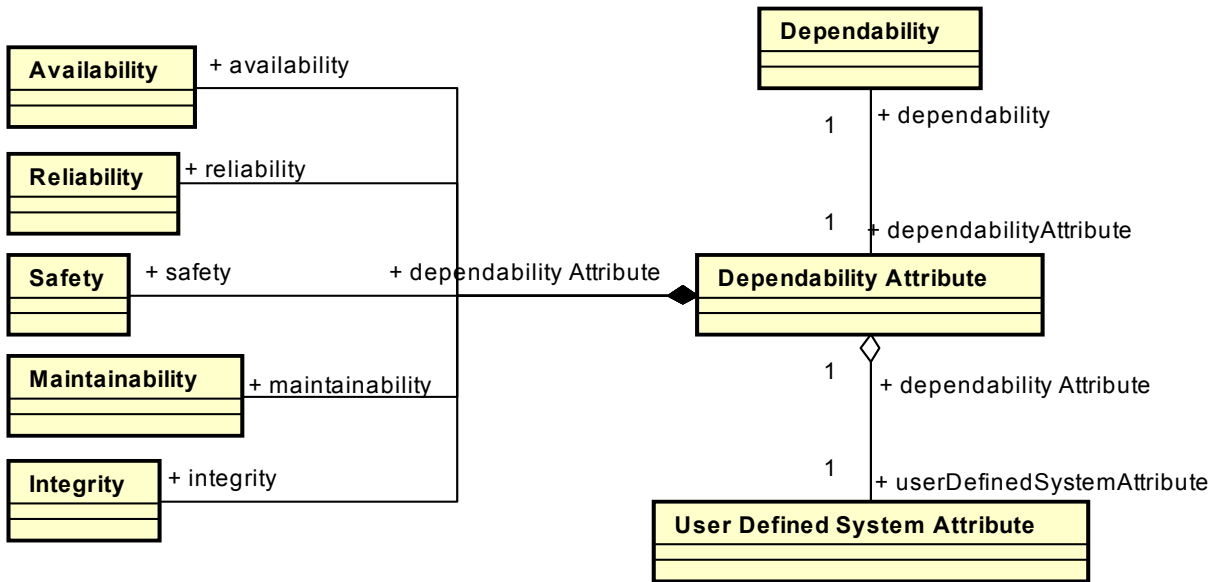 Dependability
Availability
+ availability
+ dependability
1
Reliability
+ reliability
1
+ dependabilityAttribute
Safety
+ safety
+ dependability Attribute
Dependability Attribute
Maintainability
+ maintainability
1
+ dependability Attribute
Integrity
+ integrity
1
+ userDefinedSystemAttribute
User Defined System Attribute